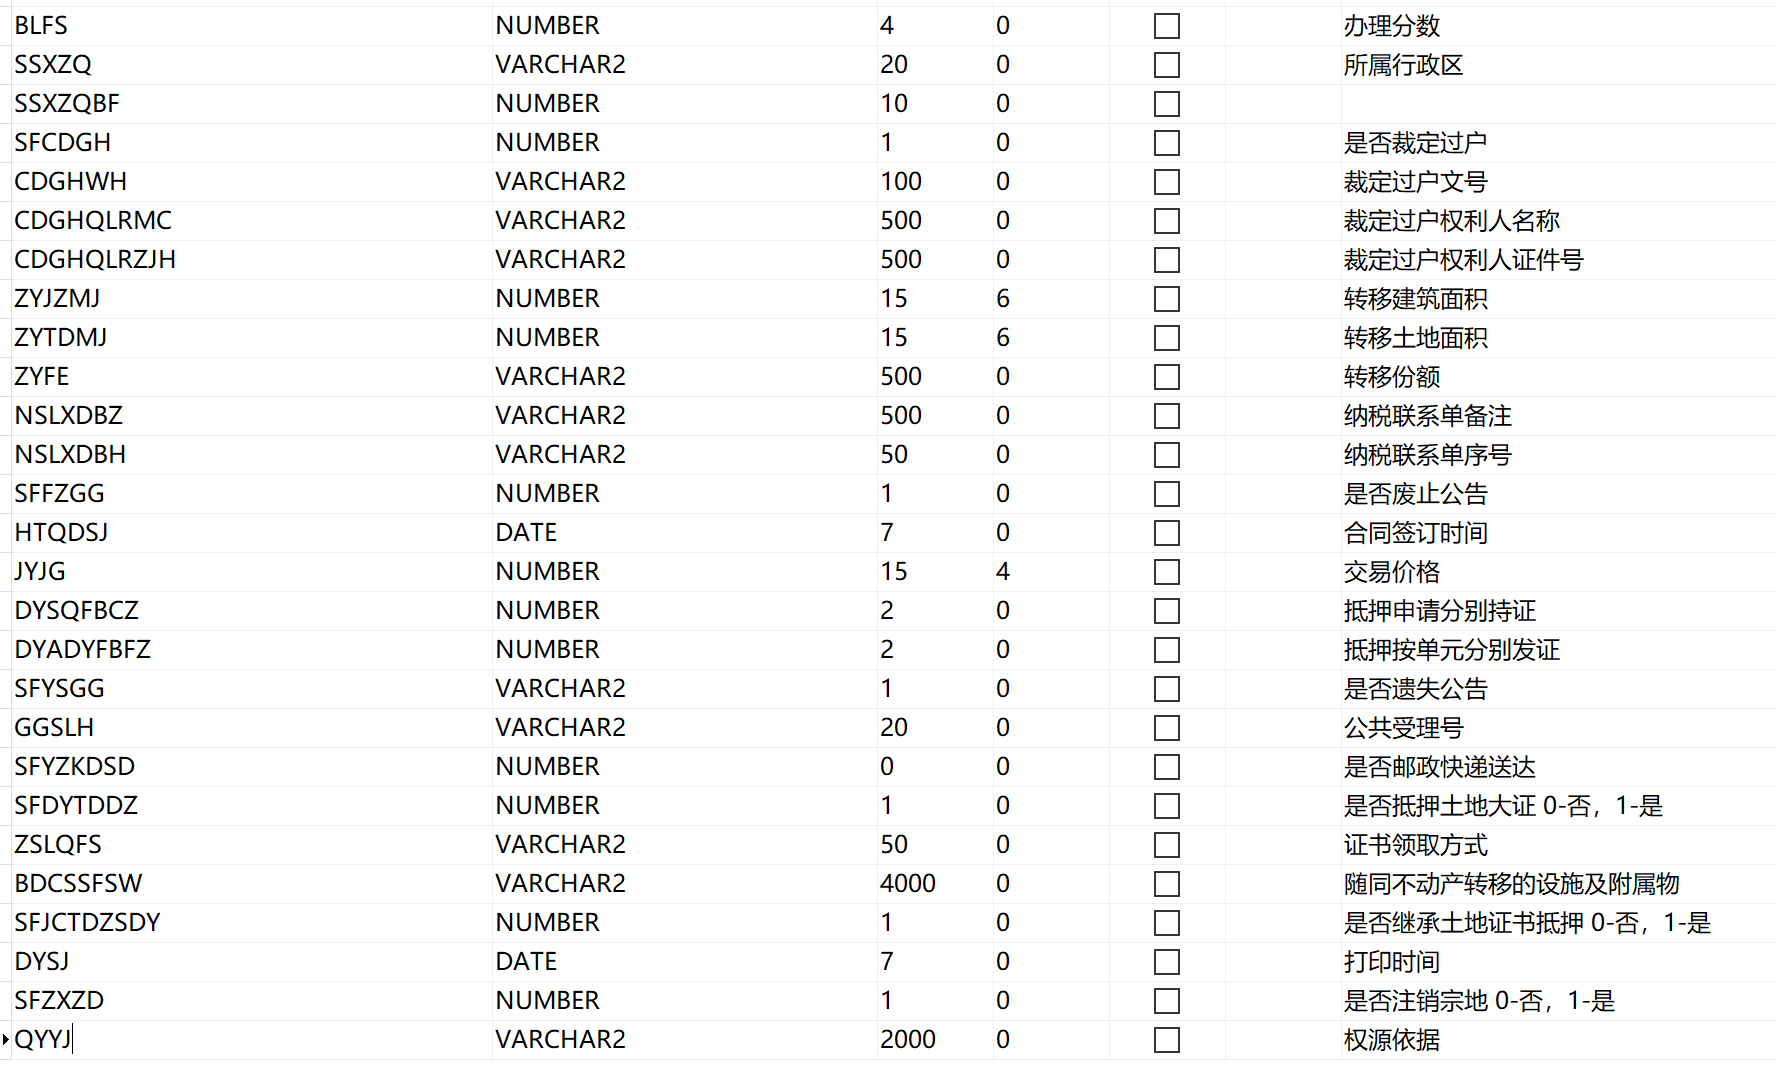 BLFS NUMBER 4 0 办理分数
SSXZQ VARCHAR2 20 0 所属行政区
SSXZQBF NUMBER 10 0
SFCDGH NUMBER 1 0 是否裁定过户
CDGHWH VARCHAR2 100 0 裁定过户文号
CDGHQLRMC VARCHAR2 500 0 裁定过户权利人名称
CDGHQLRZJH VARCHAR2 500 0 裁定过户权利人证件号
ZYJZMJ NUMBER 15 6 转移建筑面积
ZYTDMJ NUMBER 15 6 转移土地面积
ZYFE VARCHAR2 500 0 转移份额
NSLXDBZ VARCHAR2 500 0 纳税联系单备注
NSLXDBH VARCHAR2 50 0 纳税联系单序号
SFFZGG NUMBER 1 0 是否废止公告
HTQDSJ DATE 7 0 合同签订时间
JYJG NUMBER 15 4 交易价格
DYSQFBCZ NUMBER 2 0 抵押申请分别持证
DYADYFBFZ NUMBER 2 0 抵押按单元分别发证
SFYSGG VARCHAR2 1 0 是否遗失公告
GGSLH VARCHAR2 20 0 公共受理号
SFYZKDSD NUMBER 0 0 是否邮政快递送达
SFDYTDDZ NUMBER 1 0 是否抵押土地大证 0-否，1-是
ZSLQFS VARCHAR2 50 0 证书领取方式
BDCSSFSW VARCHAR2 4000 0 随同不动产转移的设施及附属物
SFJCTDZSDY NUMBER 1 0 是否继承土地证书抵押 0-否，1-是
DYSJ DATE 7 0 打印时间
SFZXZD NUMBER 1 0 是否注销宗地 0-否，1-是
QYYJ VARCHAR2 2000 0 权源依据